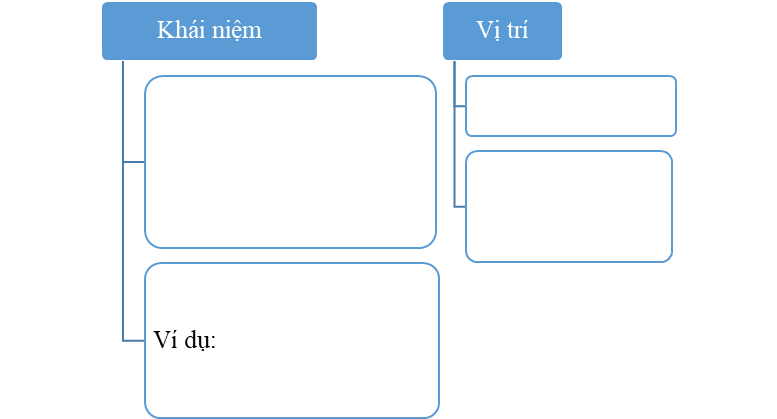 Khái niệm
Vị trí
Ví dụ: